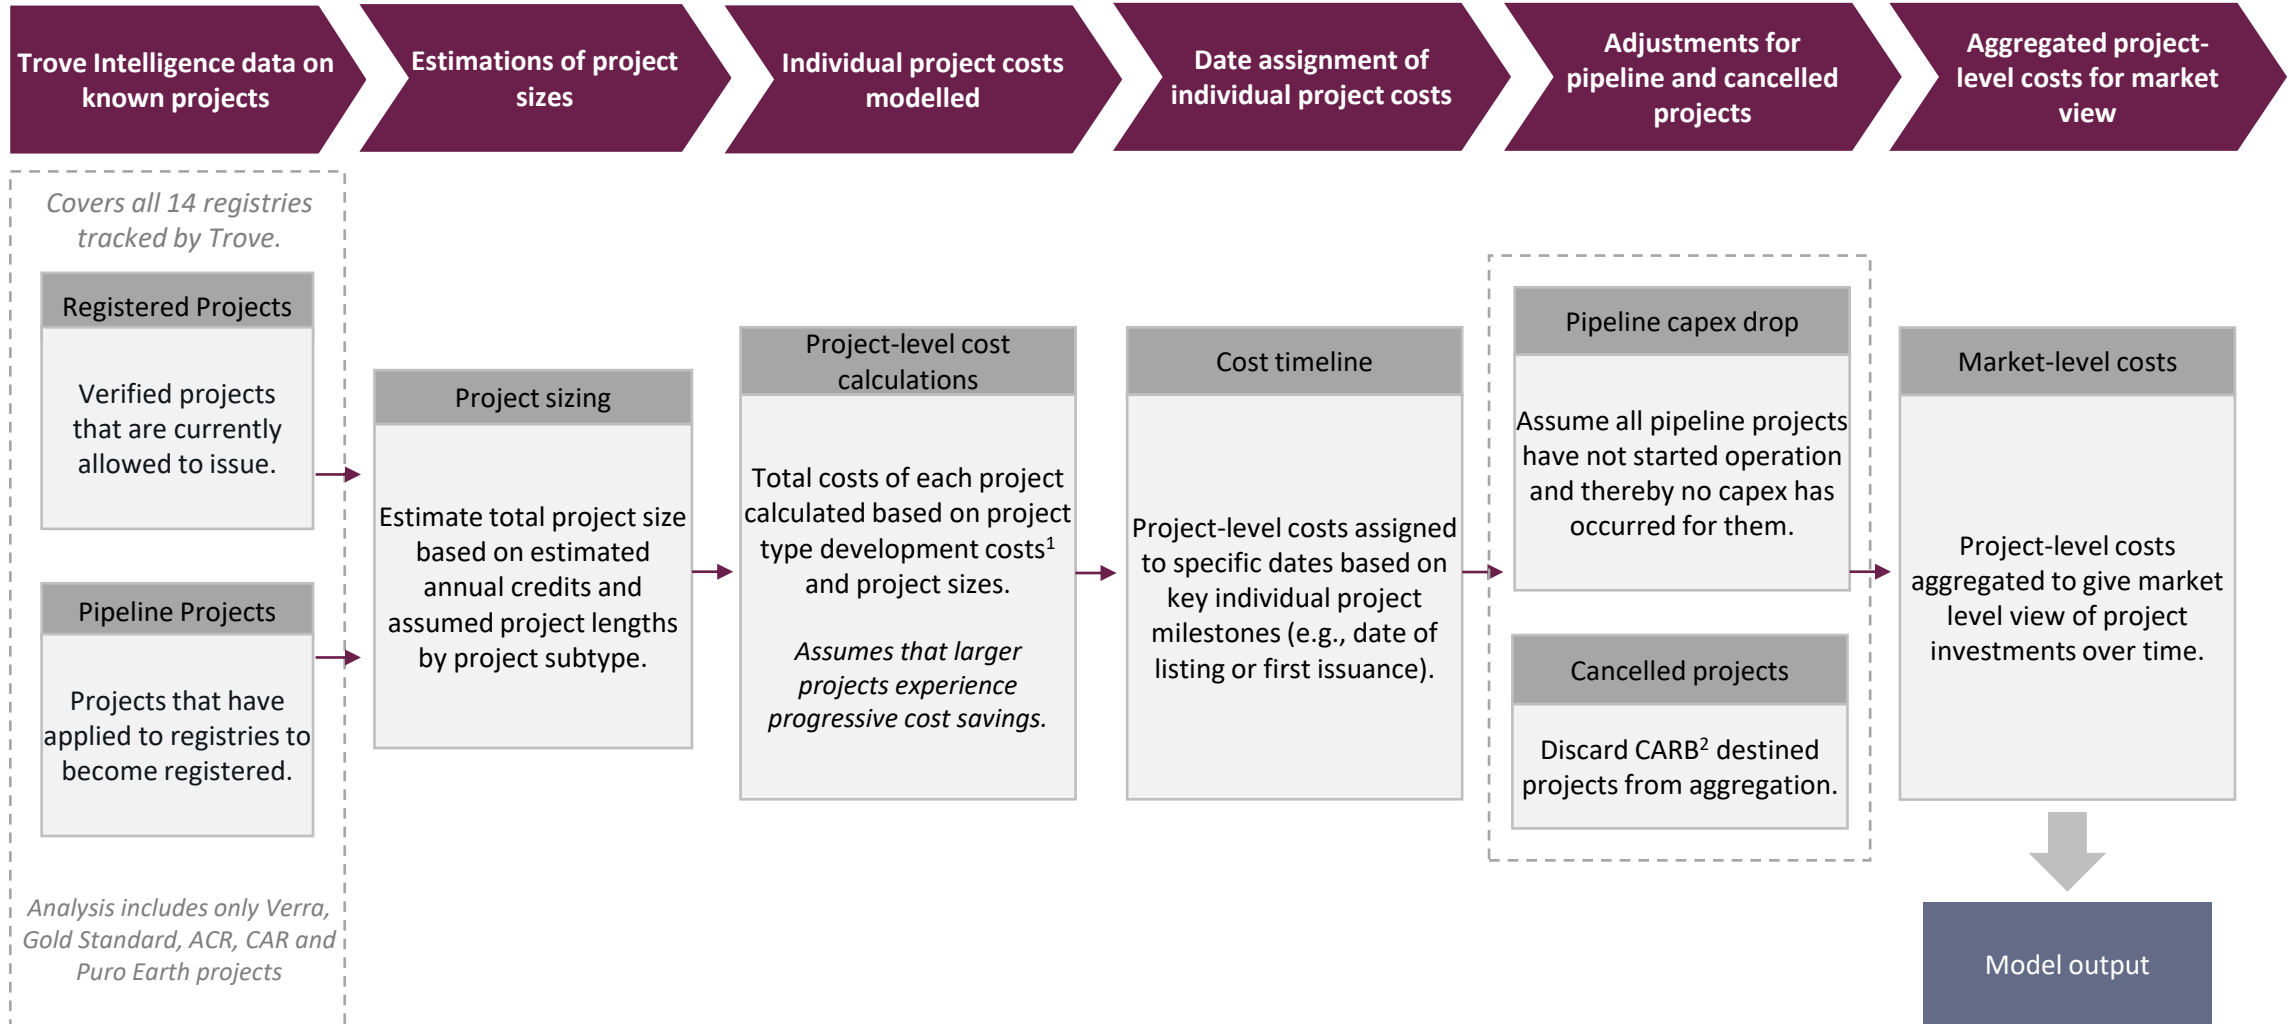 Trove Intelligence data on
known projects
Estimations of project
sizes
Individual project costs
modelled
Date assignment of
individual project costs
Adjustments for
pipeline and cancelled
projects
Aggregated project-
level costs for market
view
Covers all 14 registries
tracked by Trove.
Registered Projects
Verified projects
that are currently
allowed to issue.
Pipeline Projects
Projects that have
applied to registries to
become registered.
Analysis includes only Verra,
Gold Standard, ACR, CAR and
Puro Earth projects
Project sizing
Estimate total project size
based on estimated
annual credits and
assumed project lengths
by project subtype.
Project-level cost
calculations
Total costs of each project
calculated based on project
type development costs¹
and project sizes.
Assumes that larger
projects experience
progressive cost savings.
Cost timeline
Project-level costs assigned
to specific dates based on
key individual project
milestones (e.g., date of
listing or first issuance).
Pipeline capex drop
Assume all pipeline projects
have not started operation
and thereby no capex has
occurred for them.
Cancelled projects
Discard CARB² destined
projects from aggregation.
Market-level costs
Project-level costs
aggregated to give market
level view of project
investments over time.
Model output